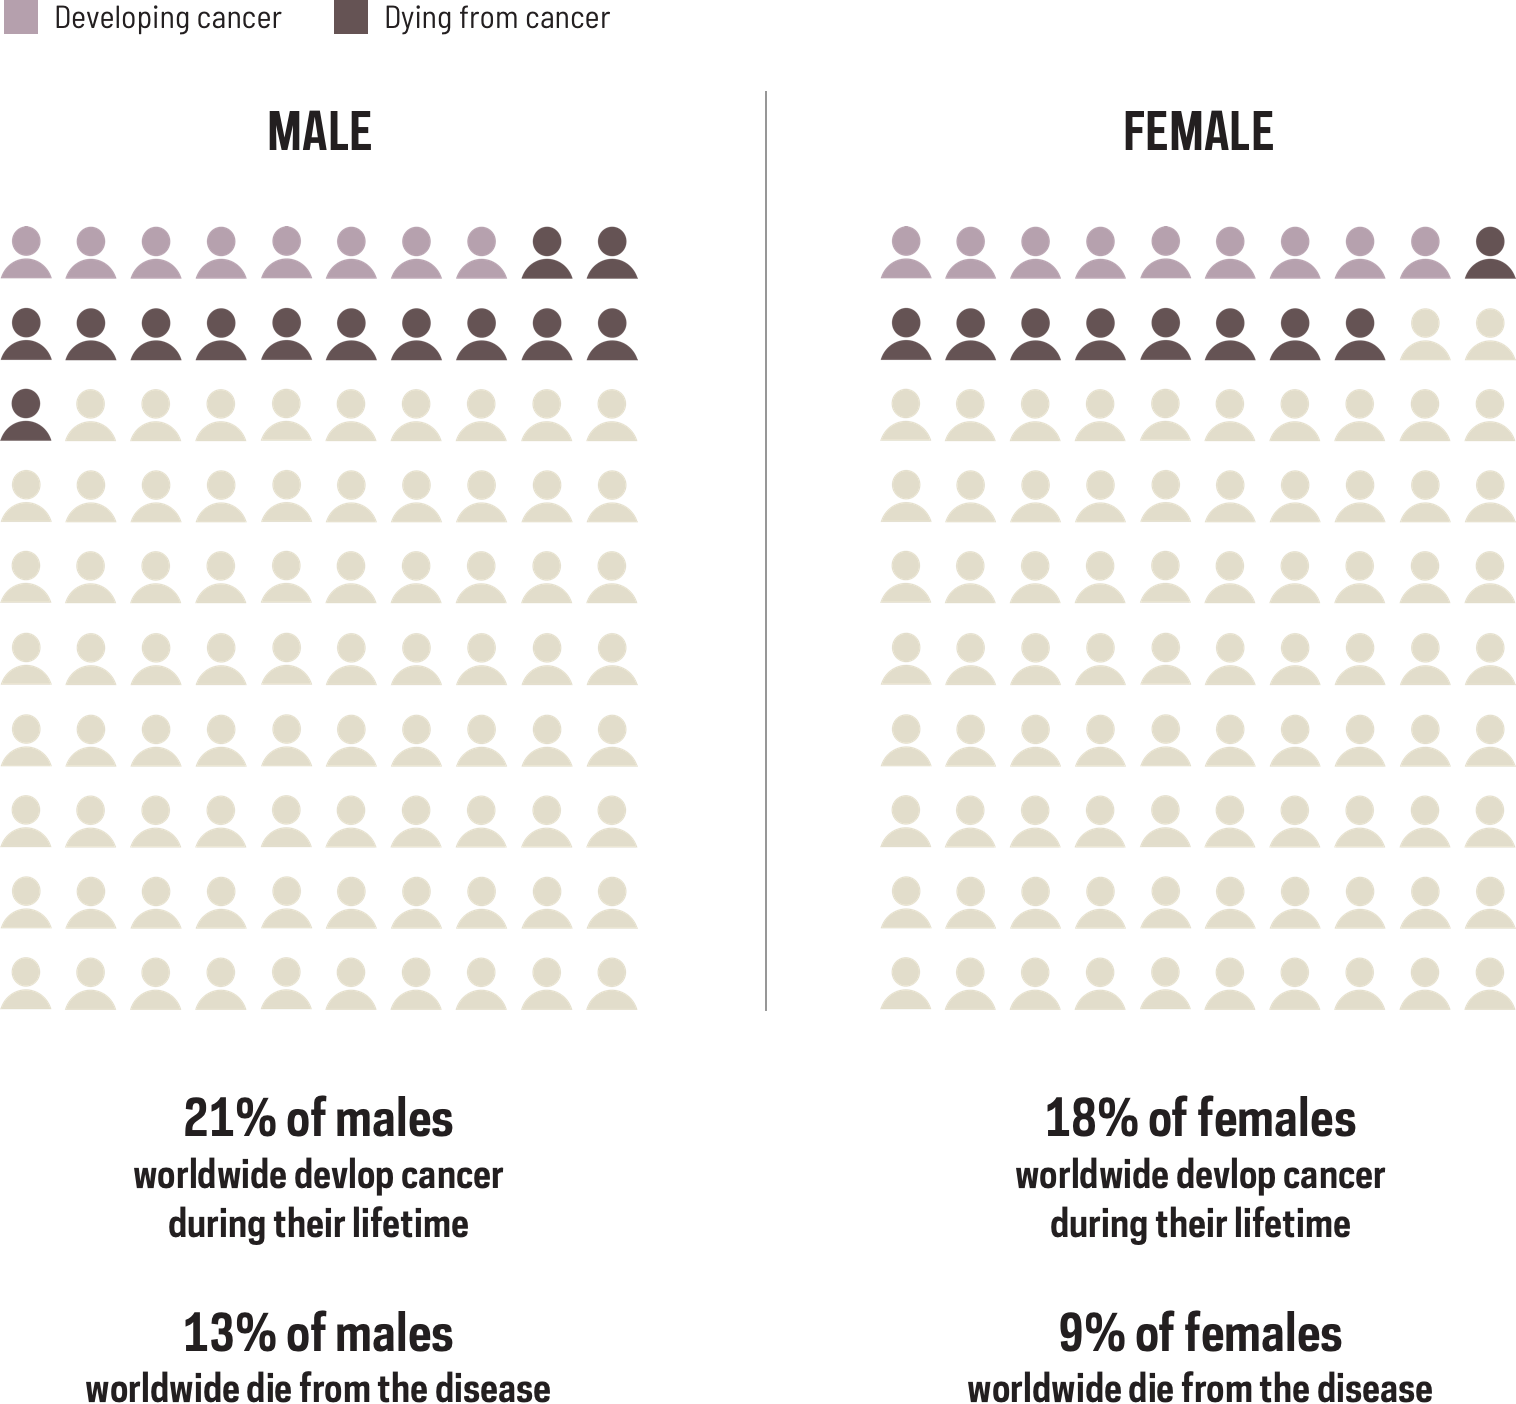 Developing cancer
Dying from cancer
MALE
FEMALE
21% of males
worldwide devlop cancer
during their lifetime
13% of males
worldwide die from the disease
18% of females
worldwide devlop cancer
during their lifetime
9% of females
worldwide die from the disease